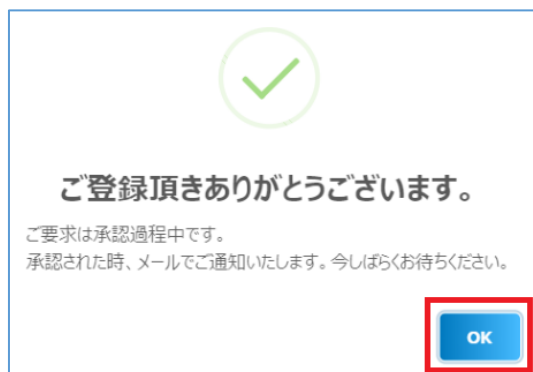 ご登録頂きありがとうございます。
ご要求は承認過程中です。
承認された時、メールでご通知いたします。今しばらくお待ちください。
OK